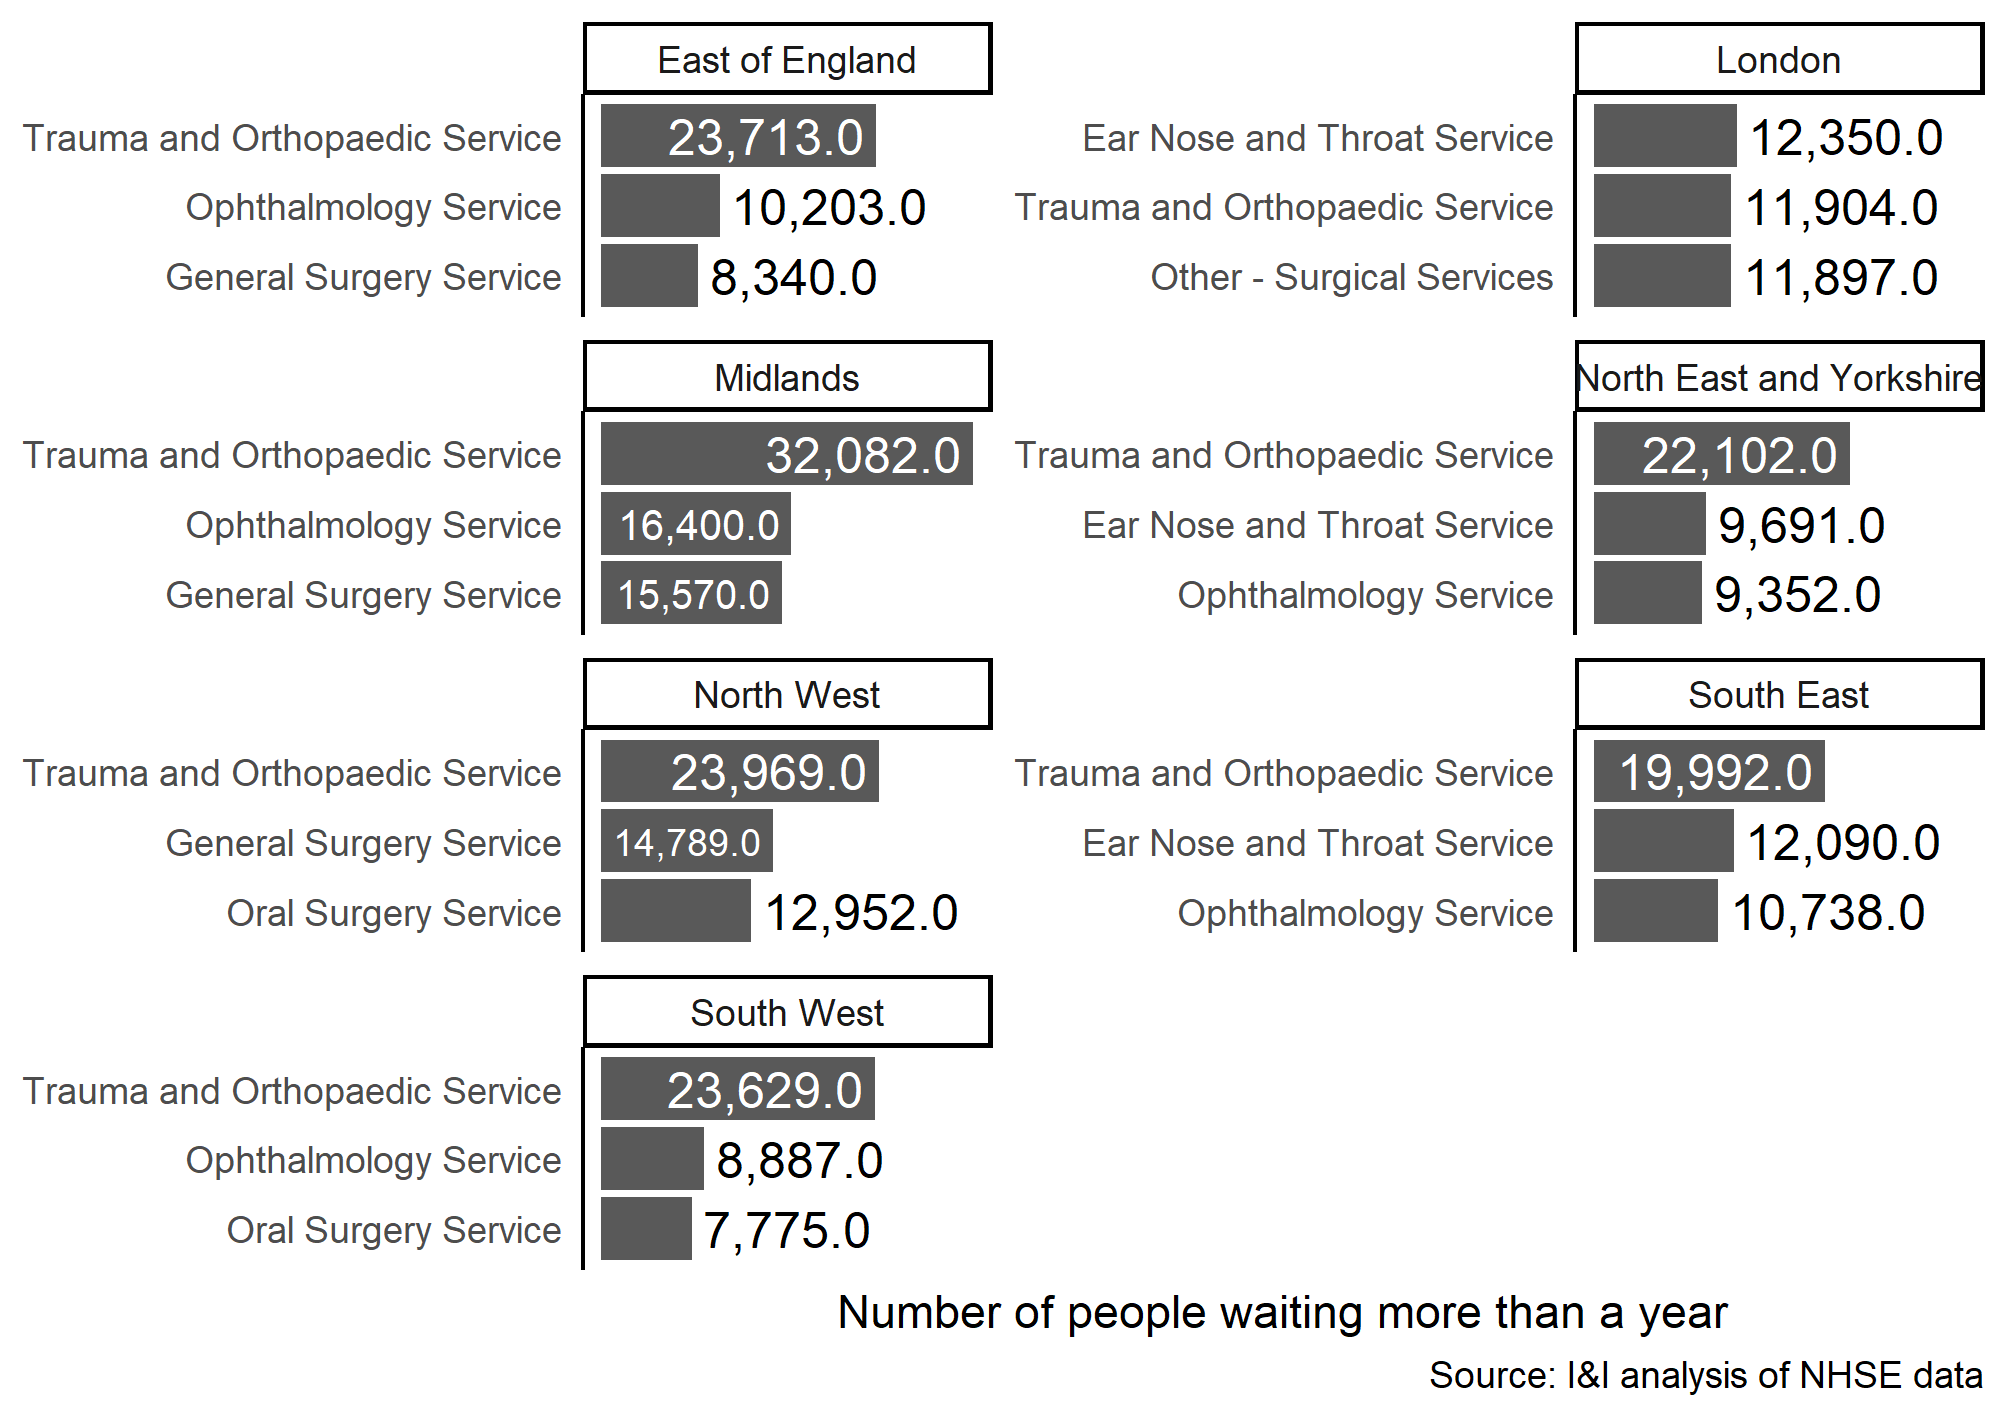 East of England
Trauma and Orthopaedic Service 23,713.0
Ophthalmology Service 10,203.0
General Surgery Service 8,340.0
London
Ear Nose and Throat Service 12,350.0
Trauma and Orthopaedic Service 11,904.0
Other - Surgical Services 11,897.0
Midlands
Trauma and Orthopaedic Service 32,082.0
Ophthalmology Service 16,400.0
General Surgery Service 15,570.0
North East and Yorkshire
Trauma and Orthopaedic Service 22,102.0
Ear Nose and Throat Service 9,691.0
Ophthalmology Service 9,352.0
North West
Trauma and Orthopaedic Service 23,969.0
General Surgery Service 14,789.0
Oral Surgery Service 12,952.0
South East
Trauma and Orthopaedic Service 19,992.0
Ear Nose and Throat Service 12,090.0
Ophthalmology Service 10,738.0
South West
Trauma and Orthopaedic Service 23,629.0
Ophthalmology Service 8,887.0
Oral Surgery Service 7,775.0
Number of people waiting more than a year
Source: I&I analysis of NHSE data